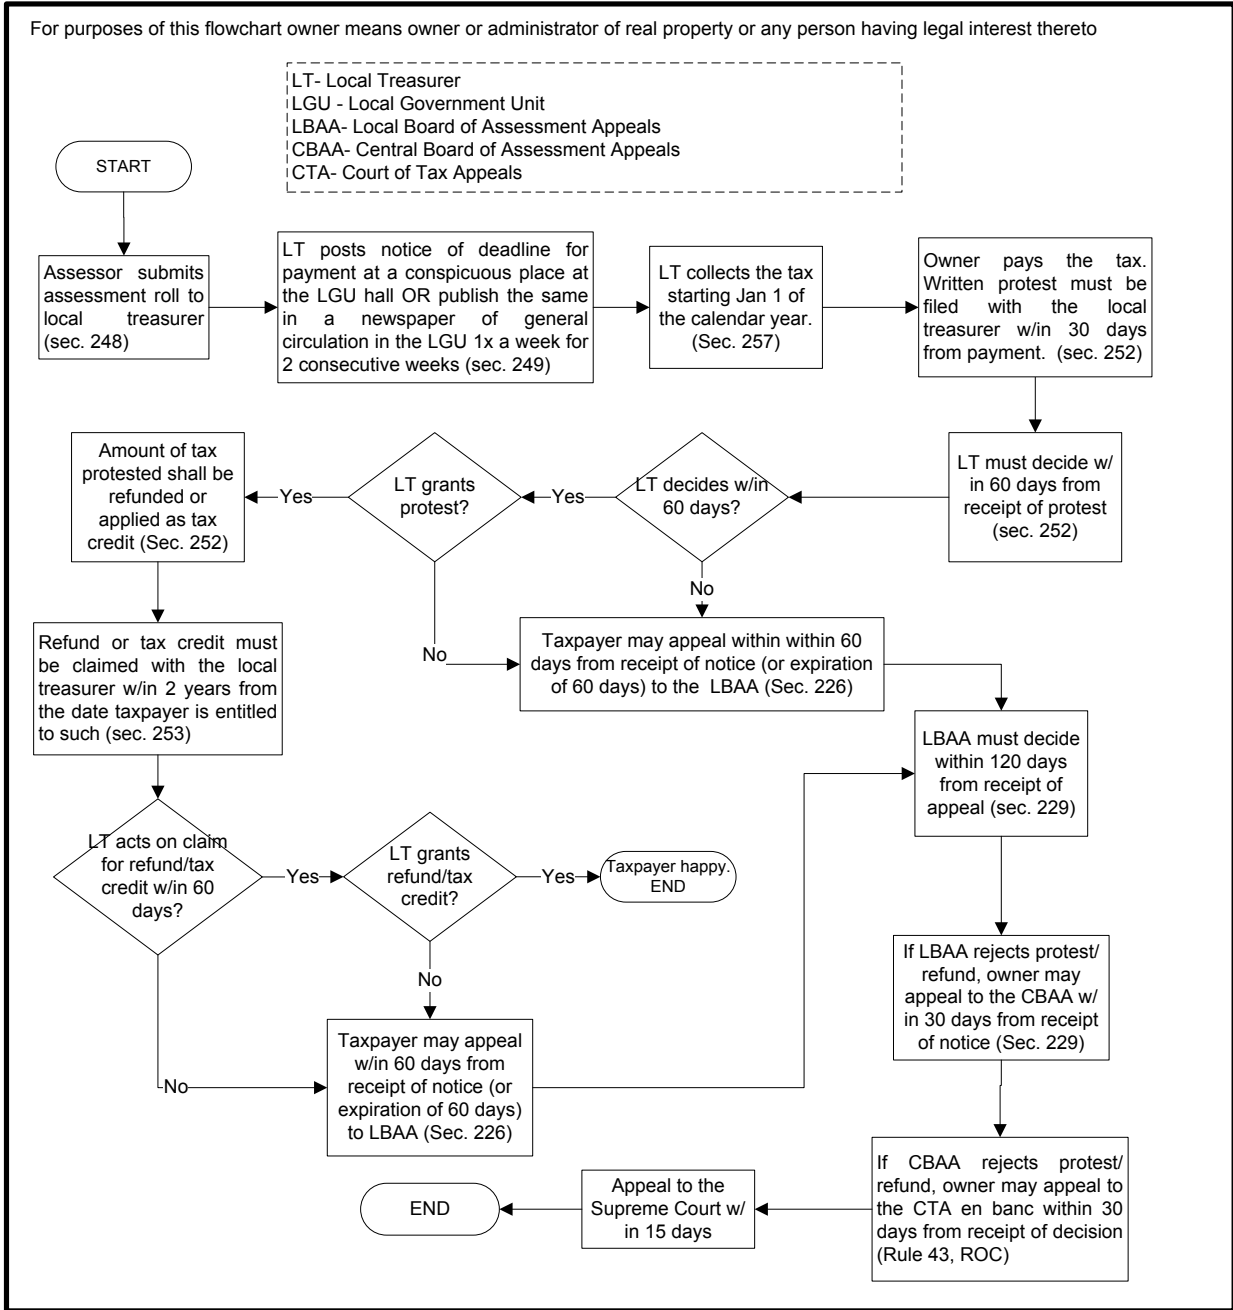 For purposes of this flowchart owner means owner or administrator of real property or any person having legal interest thereto
LT- Local Treasurer
LGU - Local Government Unit
LBAA- Local Board of Assessment Appeals
CBAA- Central Board of Assessment Appeals
CTA- Court of Tax Appeals
START
Assessor submits
assessment roll to
local treasurer
(sec. 248)
LT posts notice of deadline for
payment at a conspicuous place at
the LGU hall OR publish the same
in a newspaper of general
circulation in the LGU 1x a week for
2 consecutive weeks (sec. 249)
LT collects the tax
starting Jan 1 of
the calendar year.
(Sec. 257)
Owner pays the tax.
Written protest must be
filed with the local
treasurer w/in 30 days
from payment. (sec. 252)
LT must decide w/
in 60 days from
receipt of protest
(sec. 252)
LT decides w/in
60 days?
Yes
No
LT grants
protest?
Yes
No
Amount of tax
protested shall be
refunded or
applied as tax
credit (Sec. 252)
Taxpayer may appeal within within 60
days from receipt of notice (or expiration
of 60 days) to the LBAA (Sec. 226)
Refund or tax credit must
be claimed with the local
treasurer w/in 2 years from
the date taxpayer is entitled
to such (sec. 253)
LBAA must decide
within 120 days
from receipt of
appeal (sec. 229)
LT acts on claim
for refund/tax
credit w/in 60
days?
Yes
No
LT grants
refund/tax
credit?
Yes
No
Taxpayer happy.
END
Taxpayer may appeal
w/in 60 days from
receipt of notice (or
expiration of 60 days)
to LBAA (Sec. 226)
If LBAA rejects protest/
refund, owner may
appeal to the CBAA w/
in 30 days from receipt
of notice (Sec. 229)
If CBAA rejects protest/
refund, owner may appeal to
the CTA en banc within 30
days from receipt of decision
(Rule 43, ROC)
Appeal to the
Supreme Court w/
in 15 days
END